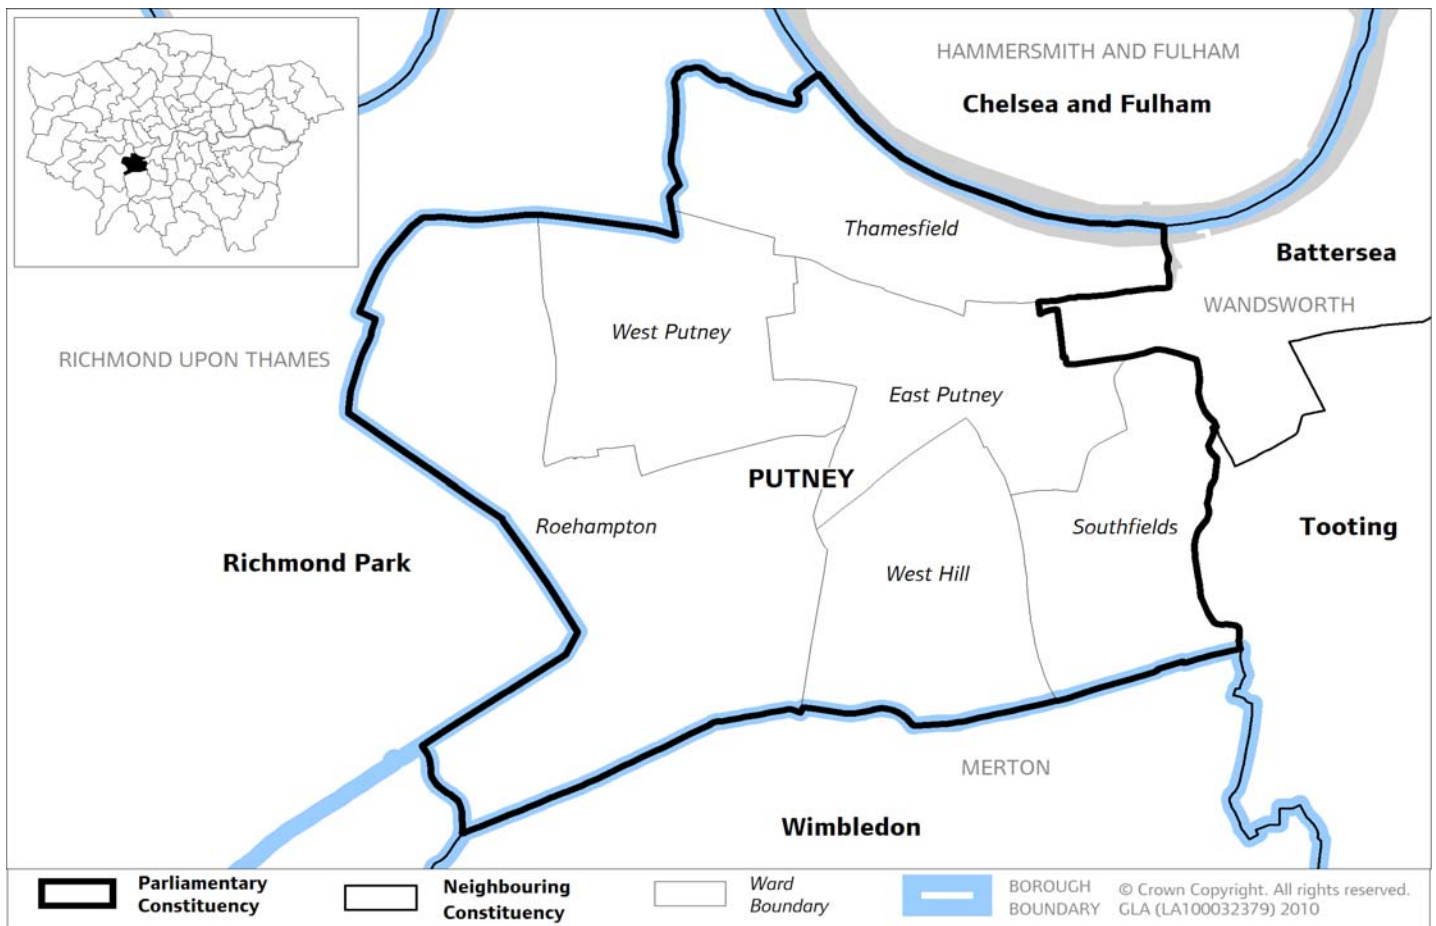 HAMMERSMITH AND FULHAM
Chelsea and Fulham
Thamesfield
Battersea
WANDSWORTH
West Putney
RICHMOND UPON THAMES
East Putney
PUTNEY
Roehampton
Southfields
Tooting
Richmond Park
West Hill
MERTON
Wimbledon
Parliamentary
Constituency
Neighbouring
Constituency
Ward
Boundary
BOROUGH
BOUNDARY
© Crown Copyright. All rights reserved.
GLA (LA100032379) 2010